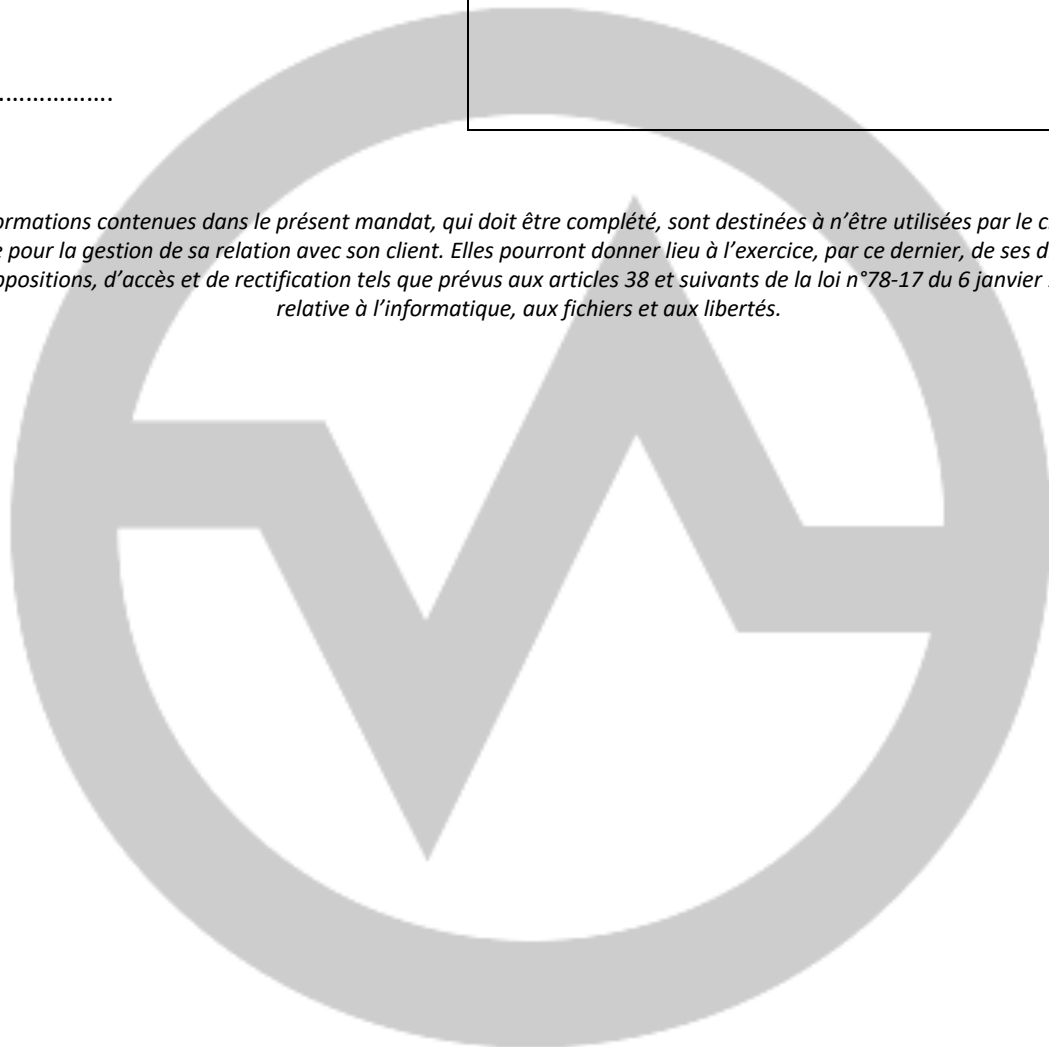 ………………
ormations contenues dans le présent mandat, qui doit être complété, sont destinées à n’être utilisées par le c
e pour la gestion de sa relation avec son client. Elles pourront donner lieu à l’exercice, par ce dernier, de ses d
ppositions, d’accès et de rectification tels que prévus aux articles 38 et suivants de la loi n°78-17 du 6 janvier
relative à l’informatique, aux fichiers et aux libertés.